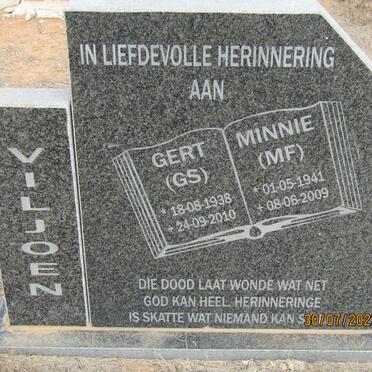 IN LIEFDEVOLLE HERINNERING
AAN
VILJOEN
GERT
(GS)
* 18-08-1938
+ 24-09-2010
MINNIE
(MF)
* 01-05-1941
+ 08-06-2009
DIE DOOD LAAT WONDE WAT NET
GOD KAN HEEL. HERINNERINGE
IS SKATTE WAT NIEMAND KAN
30/07/202